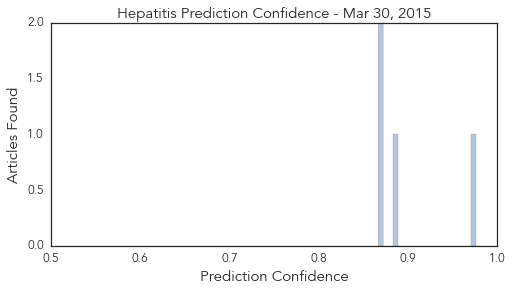 Hepatitis Prediction Confidence - Mar 30, 2015
2.0
1.5
1.0
0.5
0.0
Articles Found
0.5 0.6 0.7 0.8 0.9 1.0
Prediction Confidence